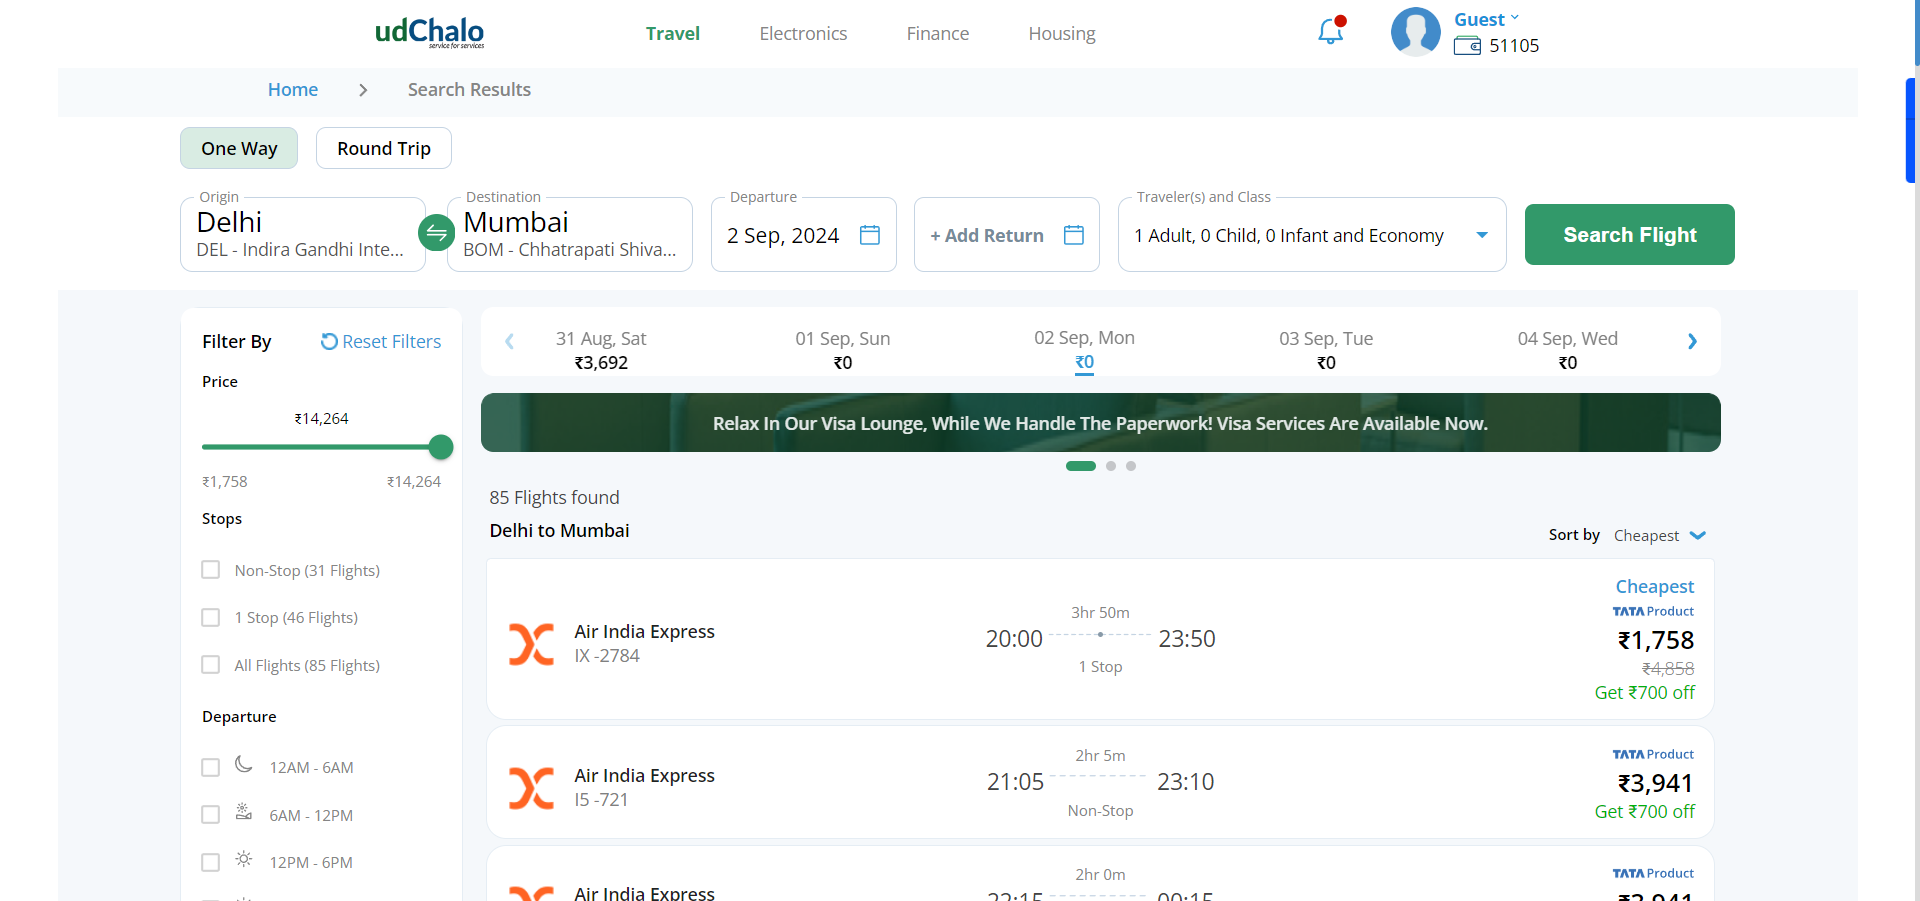 udChalo
service for services
Travel
Electronics
Finance
Housing
Guest
51105
Home
Search Results
One Way
Round Trip
Origin
Delhi
DEL - Indira Gandhi Inte...
Destination
Mumbai
BOM - Chhatrapati Shiva...
Departure
2 Sep, 2024
+ Add Return
Traveler(s) and Class
1 Adult, 0 Child, 0 Infant and Economy
Search Flight
Filter By
Reset Filters
Price
₹14,264
₹1,758
₹14,264
Stops
Non-Stop (31 Flights)
1 Stop (46 Flights)
All Flights (85 Flights)
Departure
12AM - 6AM
6AM - 12PM
12PM - 6PM
31 Aug, Sat
₹3,692
01 Sep, Sun
₹0
02 Sep, Mon
₹0
03 Sep, Tue
₹0
04 Sep, Wed
₹0
Relax In Our Visa Lounge, While We Handle The Paperwork! Visa Services Are Available Now.
85 Flights found
Delhi to Mumbai
Sort by Cheapest
Air India Express
IX -2784
20:00
3hr 50m
1 Stop
23:50
Cheapest
TATA Product
₹1,758
₹4,858
Get ₹700 off
Air India Express
I5 -721
21:05
2hr 5m
Non-Stop
23:10
TATA Product
₹3,941
Get ₹700 off
Air India Express
22:15
2hr 0m
00:15
TATA Product
₹3,941